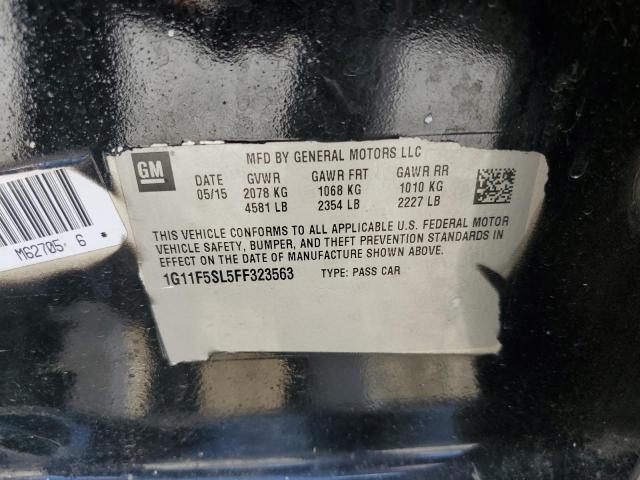 GM
MFD BY GENERAL MOTORS LLC
DATE GVWR GAWR FRT GAWR RR
05/15 2078 KG 1068 KG 1010 KG
4581 LB 2354 LB 2227 LB
THIS VEHICLE CONFORMS TO ALL APPLICABLE U.S. FEDERAL MOTOR
VEHICLE SAFETY, BUMPER, AND THEFT PREVENTION STANDARDS IN
EFFECT ON THE DATE OF MANUFACTURE SHOWN ABOVE.
1G11F5SL5FF323563 TYPE: PASS CAR
M62705 6